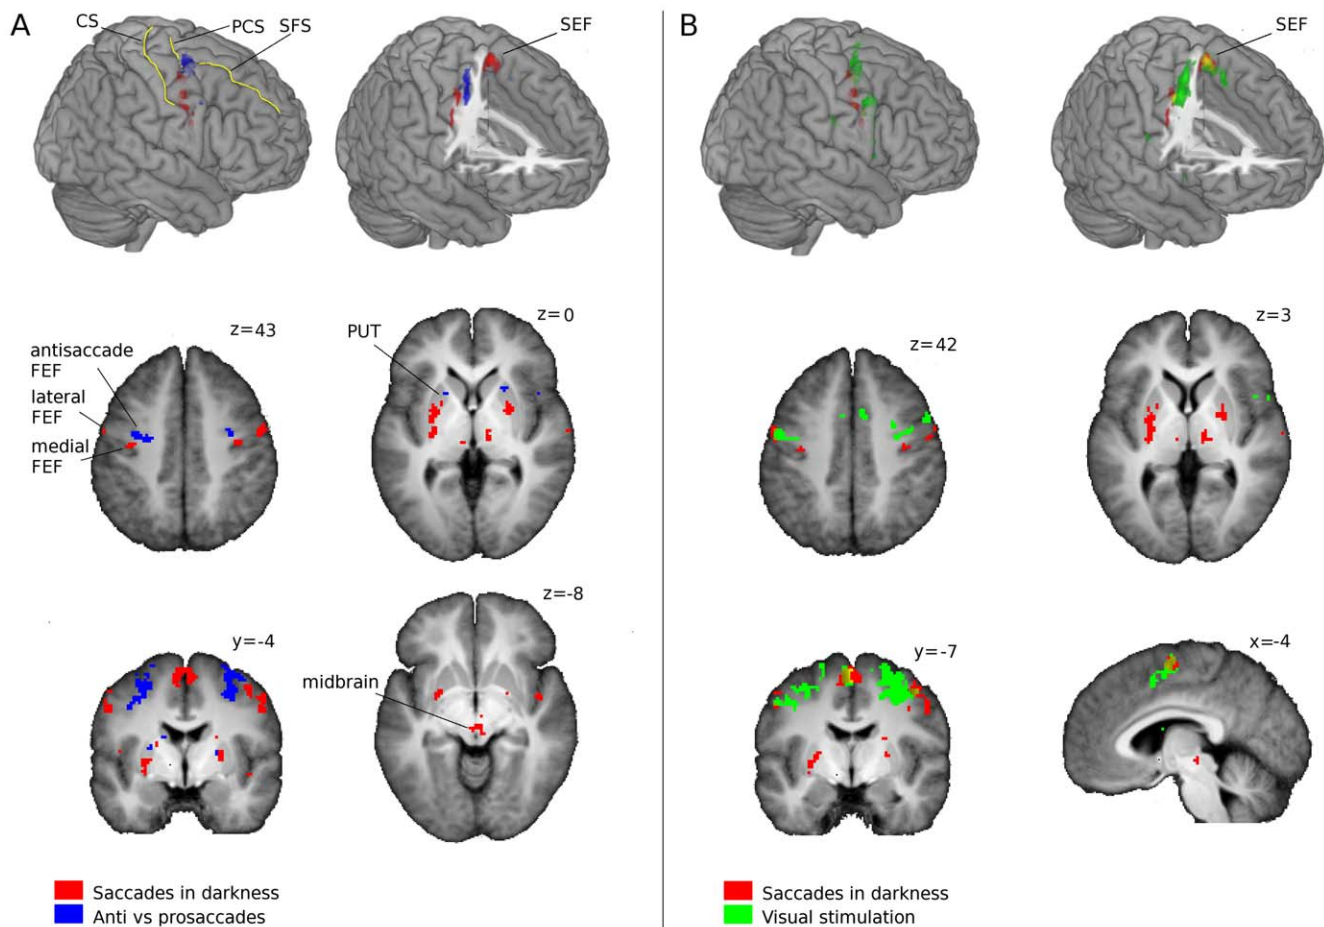 A
CS
PCS
SFS
SEF
z=43
z=0
PUT
antisaccade
FEF
lateral
FEF
medial
FEF
y=-4
z=-8
midbrain
Saccades in darkness
Anti vs prosaccades
B
SEF
z=42
z=3
y=-7
x=-4
Saccades in darkness
Visual stimulation